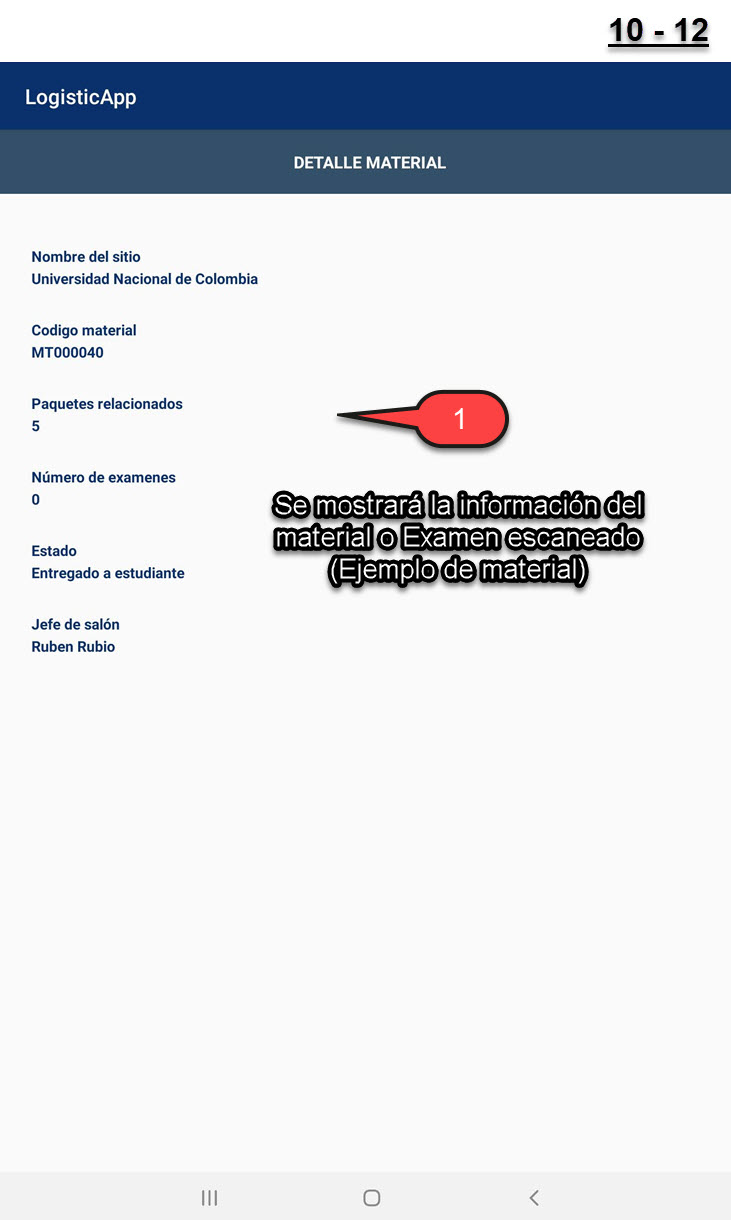 10 - 12
LogisticApp
DETALLE MATERIAL
Nombre del sitio
Universidad Nacional de Colombia
Codigo material
MT000040
Paquetes relacionados
5
1
Número de examenes
0
Se mostrará la información del
material o Examen escaneado
(Ejemplo de material)
Estado
Entregado a estudiante
Jefe de salón
Ruben Rubio